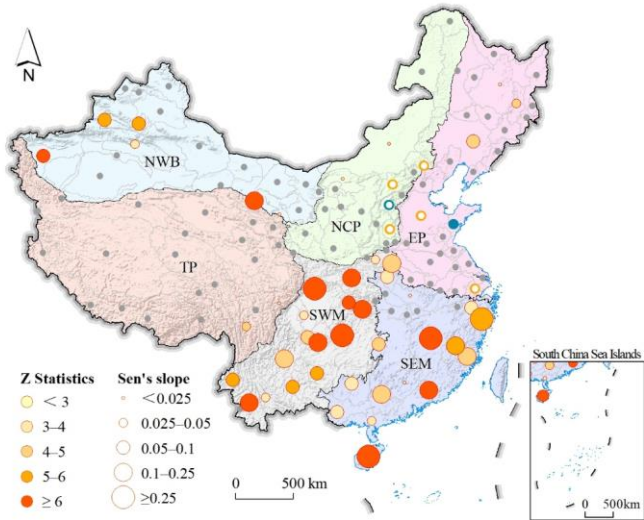 N
NWB
NCP
TP
EP
SWM
SEM
South China Sea Islands
Z Statistics
Sen's slope
< 3
<0.025
3–4
0.025–0.05
4–5
0.05–0.1
5–6
0.1–0.25
≥ 6
≥0.25
0 500 km
0 500km